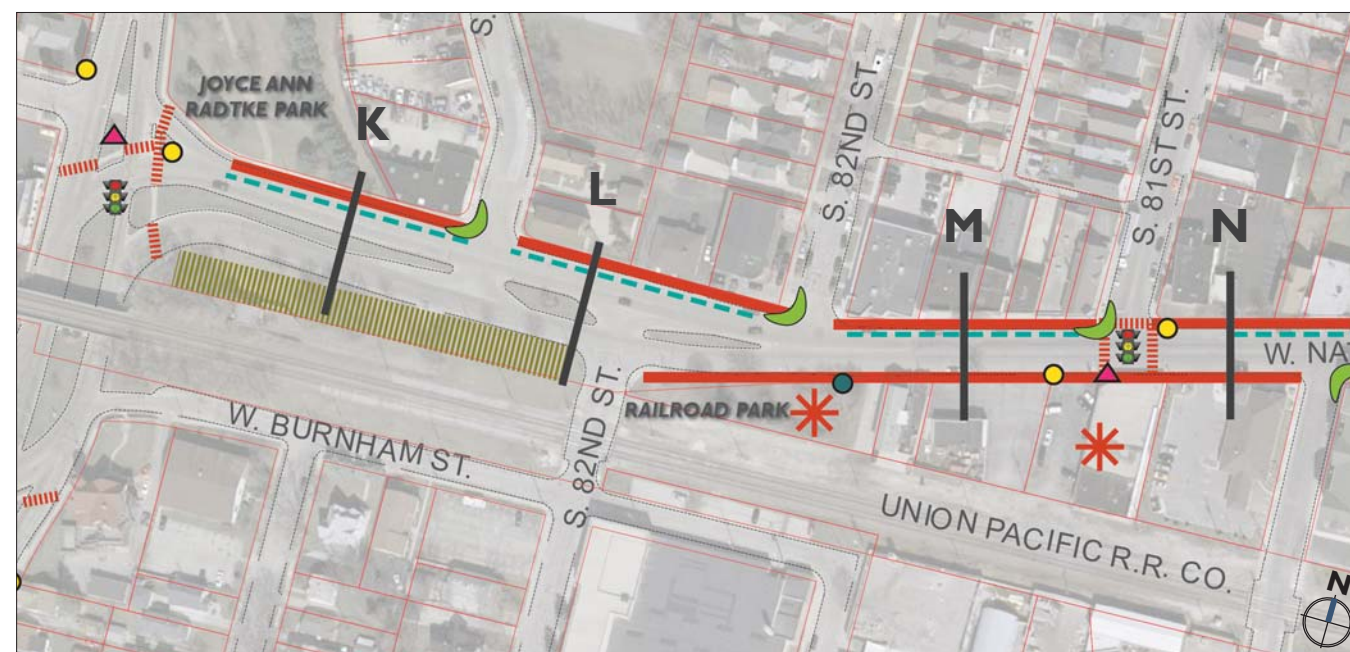 S.
JOYCE ANN
RADTKE PARK
K
L
S. 82ND ST.
M
S. 81ST ST.
N
W. NAT
RAILROAD PARK
W. BURNHAM ST.
S. 82ND ST.
UNION PACIFIC R.R. CO.
N